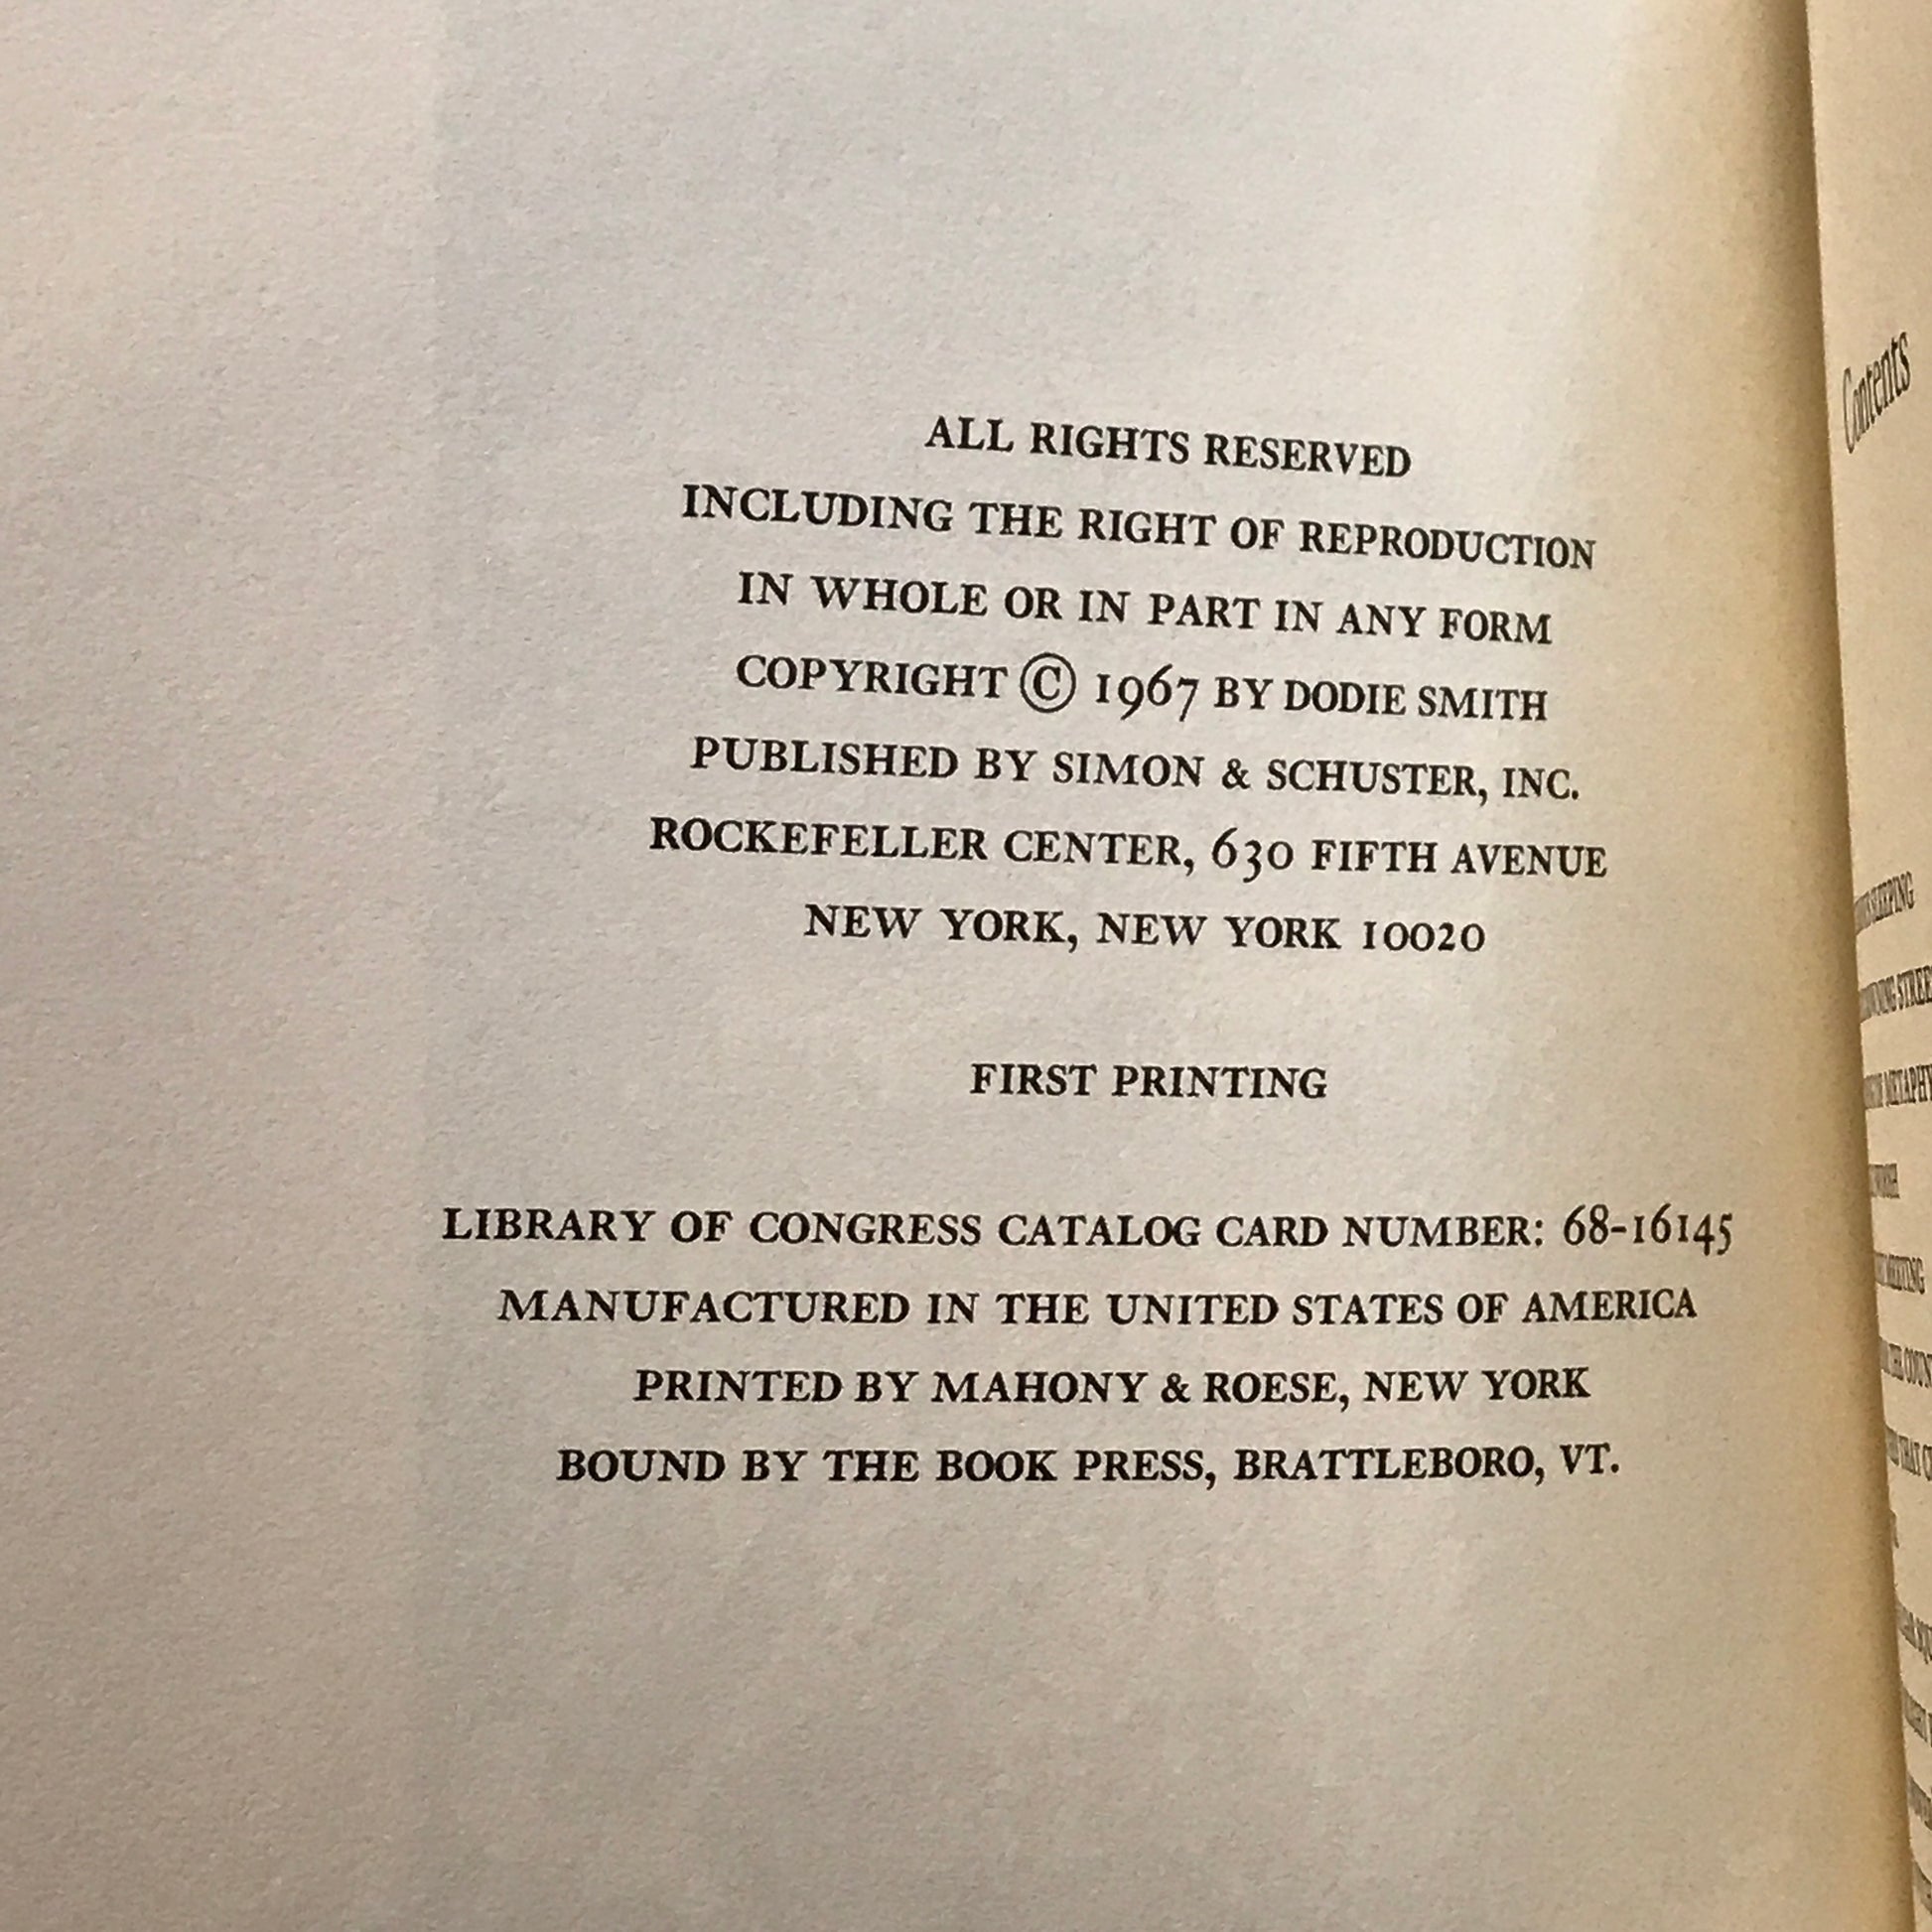 ALL RIGHTS RESERVED
INCLUDING THE RIGHT OF REPRODUCTION
IN WHOLE OR IN PART IN ANY FORM
COPYRIGHT © 1967 BY DODIE SMITH
PUBLISHED BY SIMON & SCHUSTER, INC.
ROCKEFELLER CENTER, 630 FIFTH AVENUE
NEW YORK, NEW YORK 10020
FIRST PRINTING
LIBRARY OF CONGRESS CATALOG CARD NUMBER: 68-16145
MANUFACTURED IN THE UNITED STATES OF AMERICA
PRINTED BY MAHONY & ROESE, NEW YORK
BOUND BY THE BOOK PRESS, BRATTLEBORO, VT.
Contents